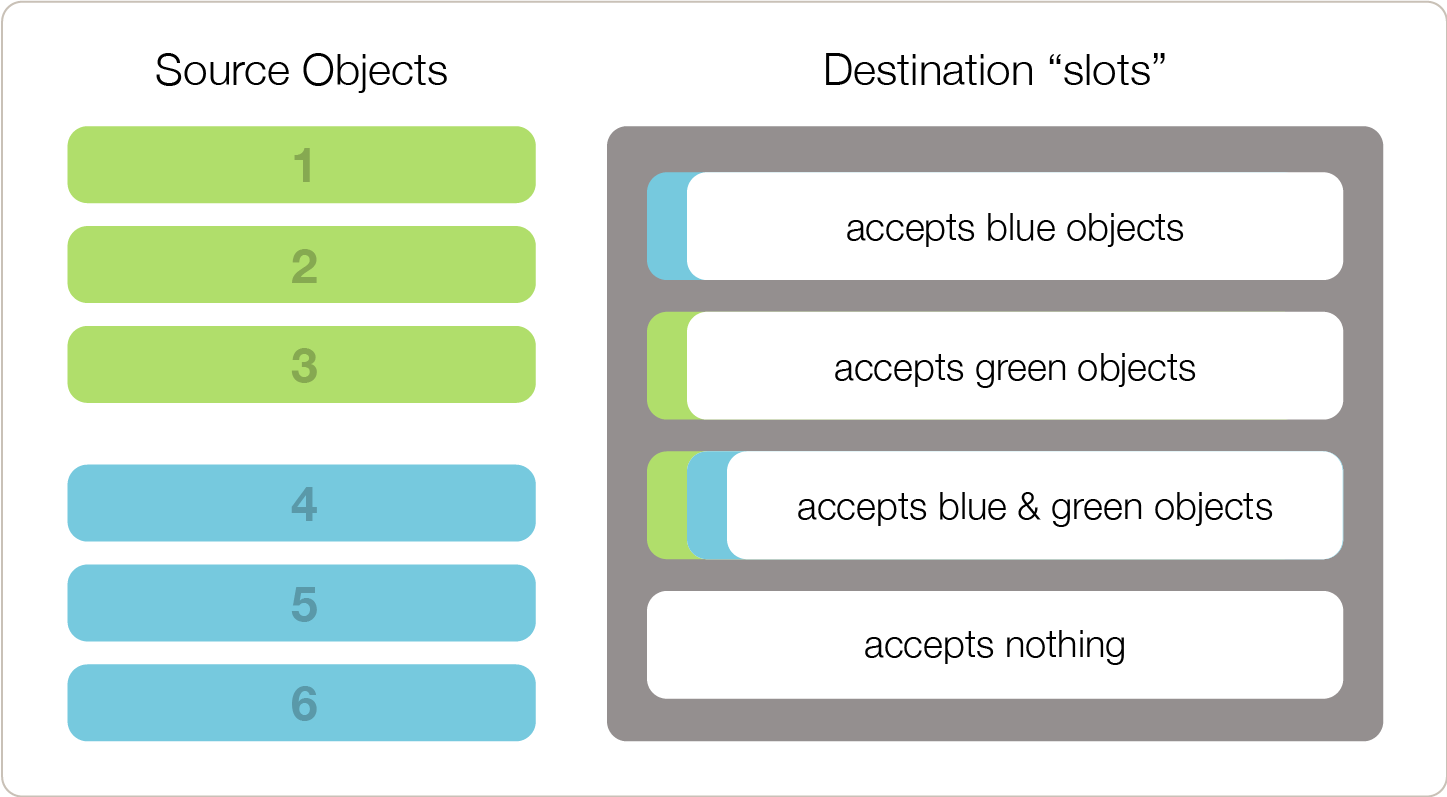 Source Objects
1
2
3
4
5
6
Destination “slots”
accepts blue objects
accepts green objects
accepts blue & green objects
accepts nothing